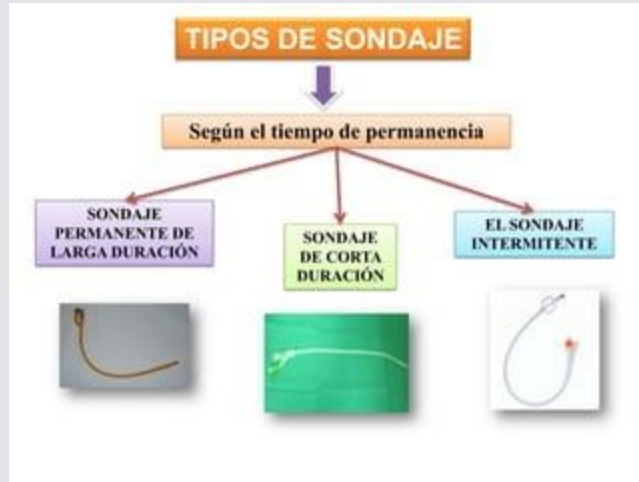 TIPOS DE SONDAJE
Según el tiempo de permanencia
SONDAJE
PERMANENTE DE
LARGA DURACIÓN
SONDAJE
DE CORTA
DURACIÓN
EL SONDAJE
INTERMITENTE